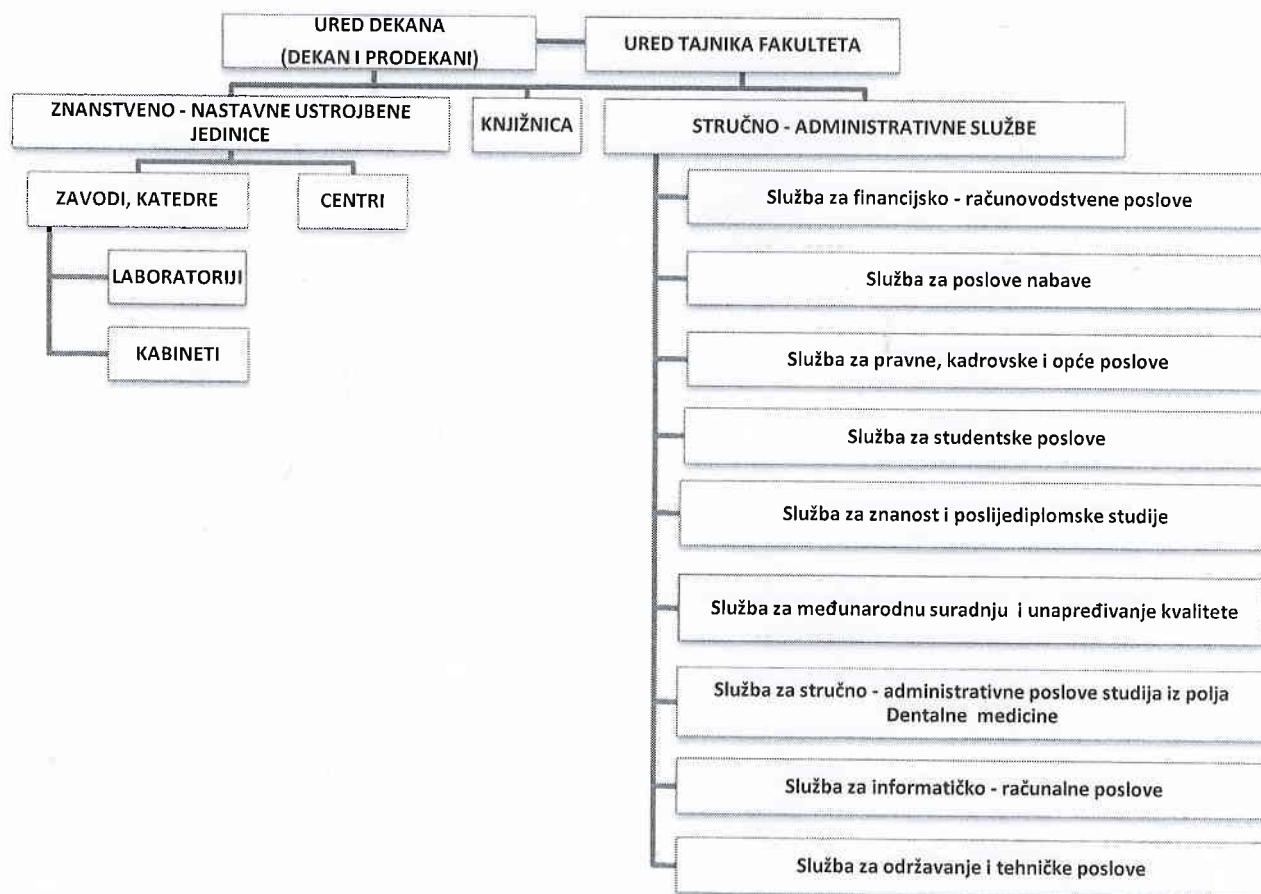 URED DEKANA
(DEKAN I PRODEKANI)
URED TAJNIKA FAKULTETA
ZNANSTVENO - NASTAVNE USTROJBENE
JEDINICE
KNJIŽNICA
STRUČNO - ADMINISTRATIVNE SLUŽBE
ZAVODI, KATEDRE
CENTRI
LABORATORIJI
KABINETI
Služba za financijsko - računovodstvene poslove
Služba za poslove nabave
Služba za pravne, kadrovske i opće poslove
Služba za studentske poslove
Služba za znanost i poslijediplomske studije
Služba za međunarodnu suradnju i unapređivanje kvalitete
Služba za stručno - administrativne poslove studija iz polja
Dentalne medicine
Služba za informatičko - računalne poslove
Služba za održavanje i tehničke poslove